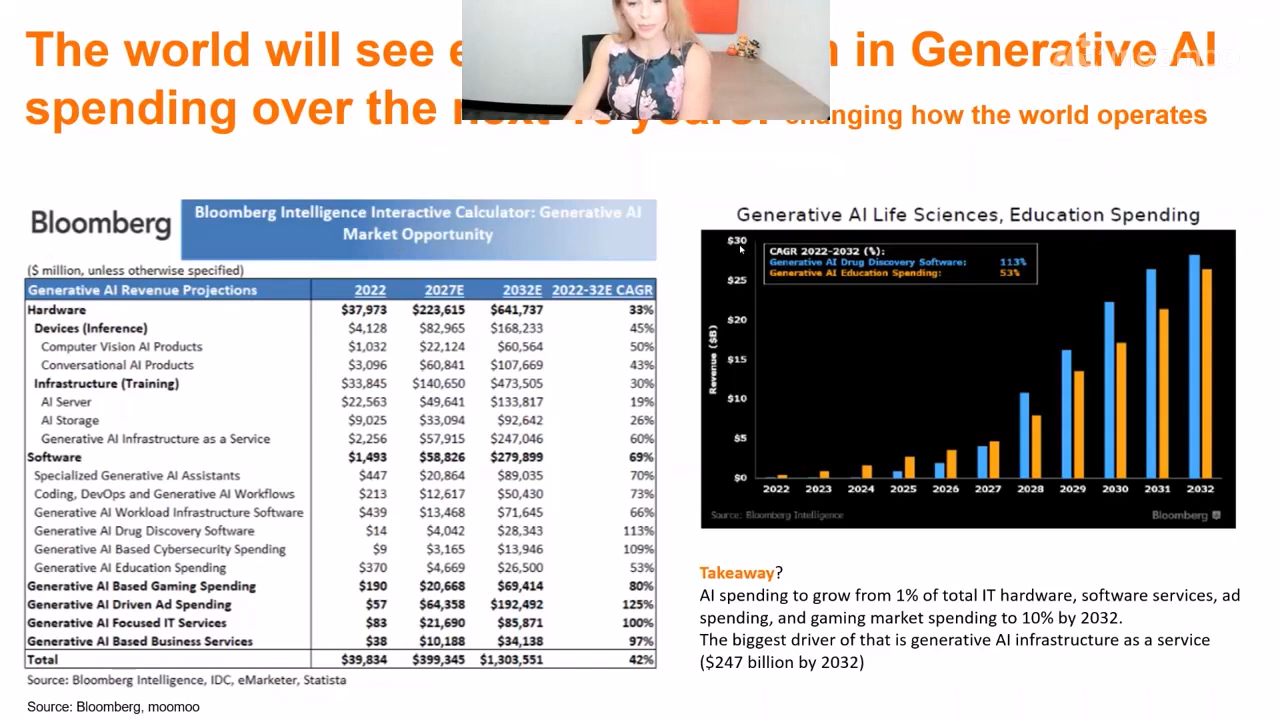 The world will see e n in Generative AI
spending over the next 10 years: changing how the world operates
Bloomberg
Bloomberg Intelligence Interactive Calculator: Generative AI
Market Opportunity
($ million, unless otherwise specified)
Generative AI Revenue Projections 2022 2027E 2032E 2022-32E CAGR
Hardware $37,973 $223,615 $641,737 33%
Devices (Inference) $4,128 $82,965 $168,233 45%
Computer Vision AI Products $1,032 $22,124 $60,564 50%
Conversational AI Products $3,096 $60,841 $107,669 43%
Infrastructure (Training) $33,845 $140,650 $473,505 30%
AI Server $22,563 $49,641 $133,817 19%
AI Storage $9,025 $33,094 $92,642 26%
Generative AI Infrastructure as a Service $2,256 $57,915 $247,046 60%
Software $1,493 $58,826 $279,899 69%
Specialized Generative AI Assistants $447 $20,864 $89,035 70%
Coding, DevOps and Generative AI Workflows $213 $12,617 $50,430 73%
Generative AI Workload Infrastructure Software $439 $13,468 $71,645 66%
Generative AI Drug Discovery Software $14 $4,042 $28,343 113%
Generative AI Based Cybersecurity Spending $9 $3,165 $13,946 109%
Generative AI Education Spending $370 $4,669 $26,500 53%
Generative AI Based Gaming Spending $190 $20,668 $69,414 80%
Generative AI Driven Ad Spending $57 $64,358 $192,492 125%
Generative AI Focused IT Services $83 $21,690 $85,871 100%
Generative AI Based Business Services $38 $10,188 $34,138 97%
Total $39,834 $399,345 $1,303,551 42%
Source: Bloomberg Intelligence, IDC, eMarketer, Statista
Source: Bloomberg, moomoo
Generative AI Life Sciences, Education Spending
CAGR 2022-2032 (%):
Generative AI Drug Discovery Software: 113%
Generative AI Education Spending: 53%
Revenue ($B)
$30
$25
$20
$15
$10
$5
$0
2022 2023 2024 2025 2026 2027 2028 2029 2030 2031 2032
Source: Bloomberg Intelligence
Bloomberg
Takeaway?
AI spending to grow from 1% of total IT hardware, software services, ad
spending, and gaming market spending to 10% by 2032.
The biggest driver of that is generative AI infrastructure as a service
($247 billion by 2032)